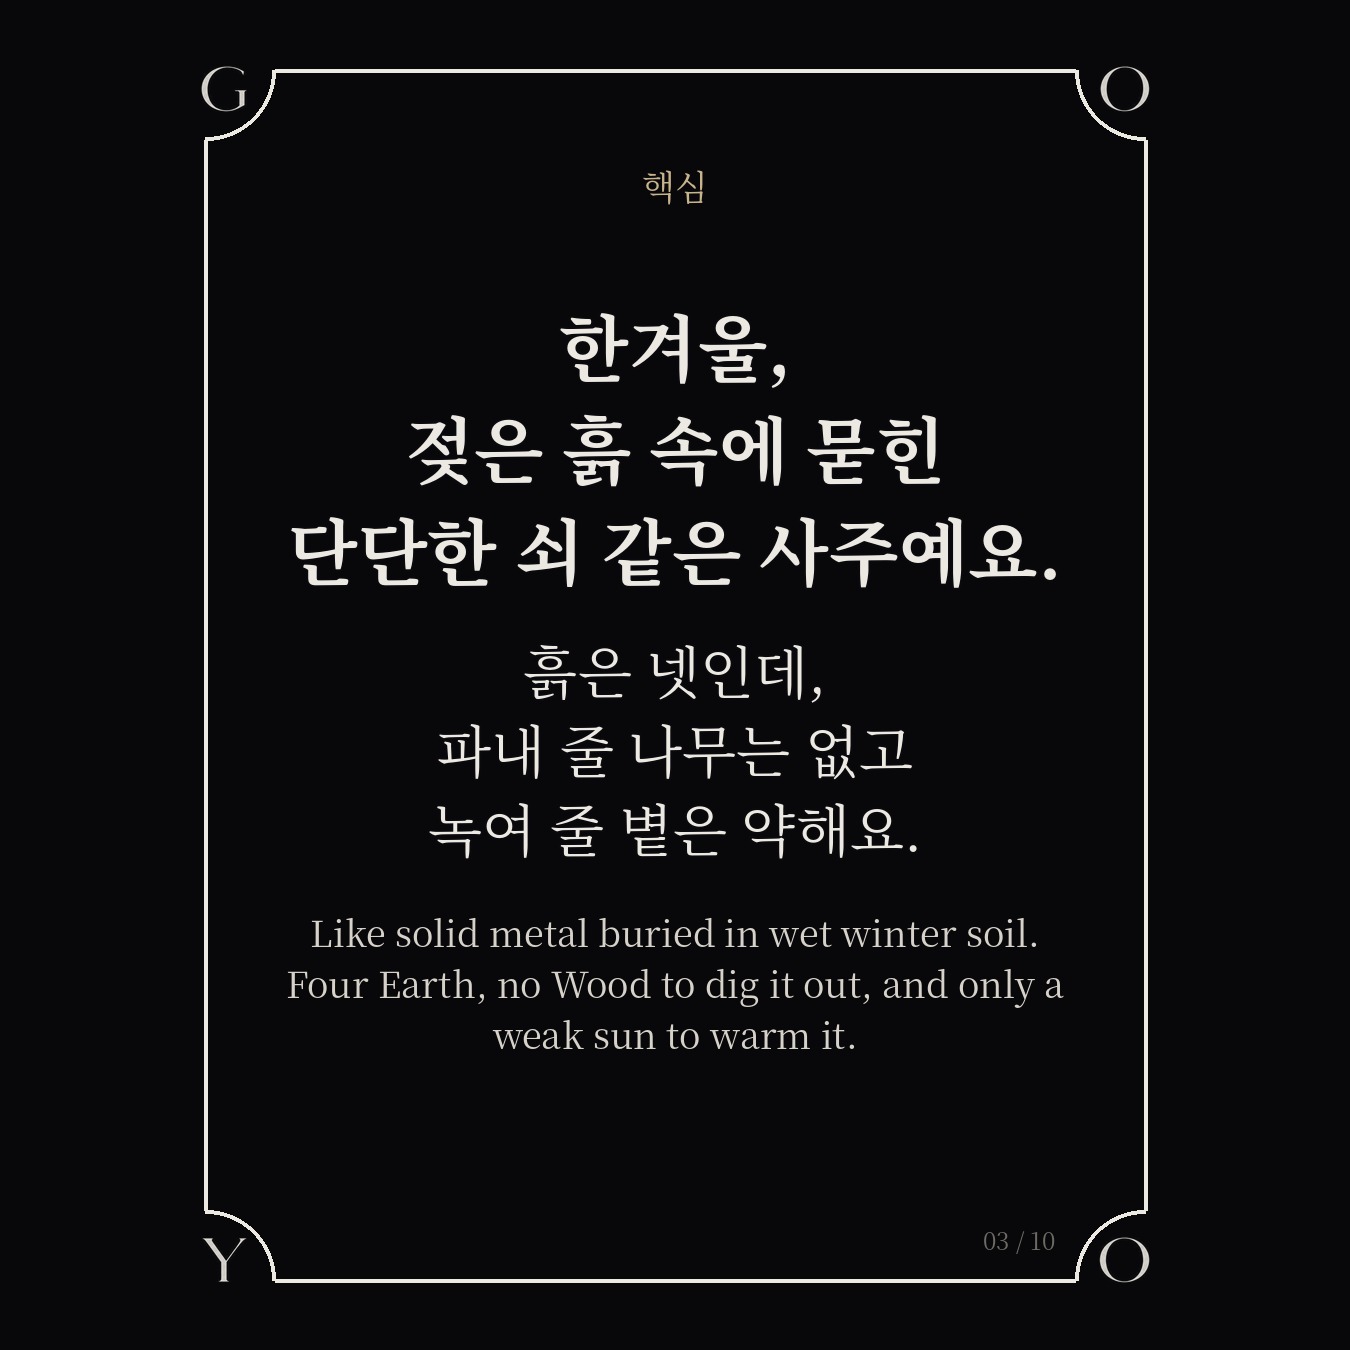 G O
핵심
한겨울,
젖은 흙 속에 묻힌
단단한 쇠 같은 사주예요.
흙은 넷인데,
파내 줄 나무는 없고
녹여 줄 볕은 약해요.
Like solid metal buried in wet winter soil.
Four Earth, no Wood to dig it out, and only a
weak sun to warm it.
03 / 10
Y O